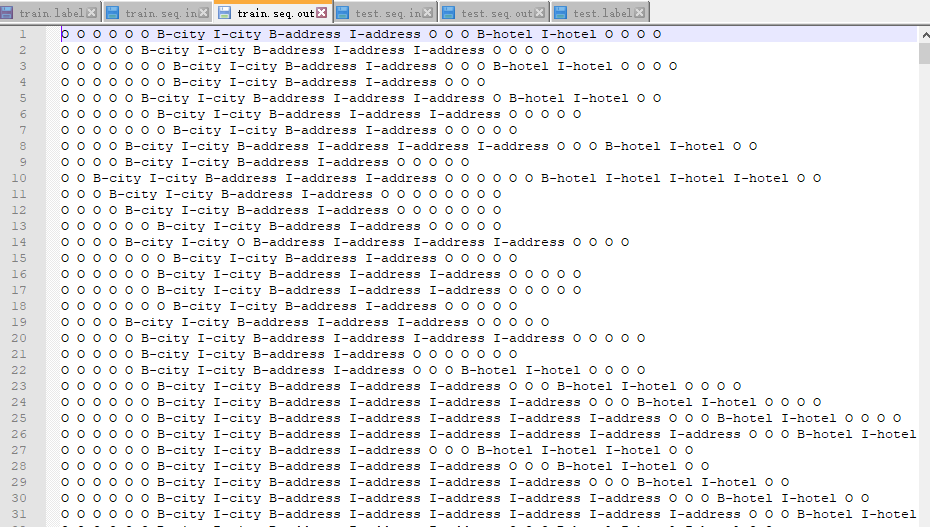 train.label train.seq.in train.seq.out test.seq.in test.seq.out test.label
1 O O O O O O B-city I-city B-address I-address O O O B-hotel I-hotel O O O O
2 O O O O O B-city I-city B-address I-address I-address O O O O O
3 O O O O O O O B-city I-city B-address I-address O O O B-hotel I-hotel O O O O
4 O O O O O O O B-city I-city B-address I-address O O O
5 O O O O O B-city I-city B-address I-address I-address O B-hotel I-hotel O O
6 O O O O O O B-city I-city B-address I-address I-address O O O O O
7 O O O O O O O B-city I-city B-address I-address O O O O O
8 O O O O B-city I-city B-address I-address I-address I-address O O O B-hotel I-hotel O O
9 O O O O B-city I-city B-address I-address O O O O O
10 O O B-city I-city B-address I-address I-address O O O O O O B-hotel I-hotel I-hotel I-hotel O O
11 O O O B-city I-city B-address I-address O O O O O O O O
12 O O O O B-city I-city B-address I-address O O O O O O O
13 O O O O O O B-city I-city B-address I-address O O O O O
14 O O O O B-city I-city O B-address I-address I-address I-address O O O O
15 O O O O O O O B-city I-city B-address I-address O O O O O
16 O O O O O O B-city I-city B-address I-address I-address O O O O O
17 O O O O O O B-city I-city B-address I-address I-address O O O O O
18 O O O O O O O B-city I-city B-address I-address O O O O O
19 O O O O B-city I-city B-address I-address I-address O O O O O
20 O O O O O B-city I-city B-address I-address I-address I-address O O O O O
21 O O O O O B-city I-city B-address I-address O O O O O O O
22 O O O O O B-city I-city B-address I-address O O O B-hotel I-hotel O O O O
23 O O O O O O B-city I-city B-address I-address I-address O O O B-hotel I-hotel O O O O
24 O O O O O O B-city I-city B-address I-address I-address I-address O O O B-hotel I-hotel O O O O
25 O O O O O O B-city I-city B-address I-address I-address I-address I-address O O O B-hotel I-hotel O O O O
26 O O O O O O B-city I-city B-address I-address I-address I-address I-address I-address O O O B-hotel I-hotel
27 O O O O O O B-city I-city B-address I-address O O O B-hotel I-hotel I-hotel O O
28 O O O O O O B-city I-city B-address I-address I-address O O O B-hotel I-hotel O O
29 O O O O O O B-city I-city B-address I-address I-address I-address O O O B-hotel I-hotel O O
30 O O O O O O B-city I-city B-address I-address I-address I-address I-address O O O B-hotel I-hotel O O
31 O O O O O O B-city I-city B-address I-address I-address I-address I-address I-address O O O B-hotel I-hotel